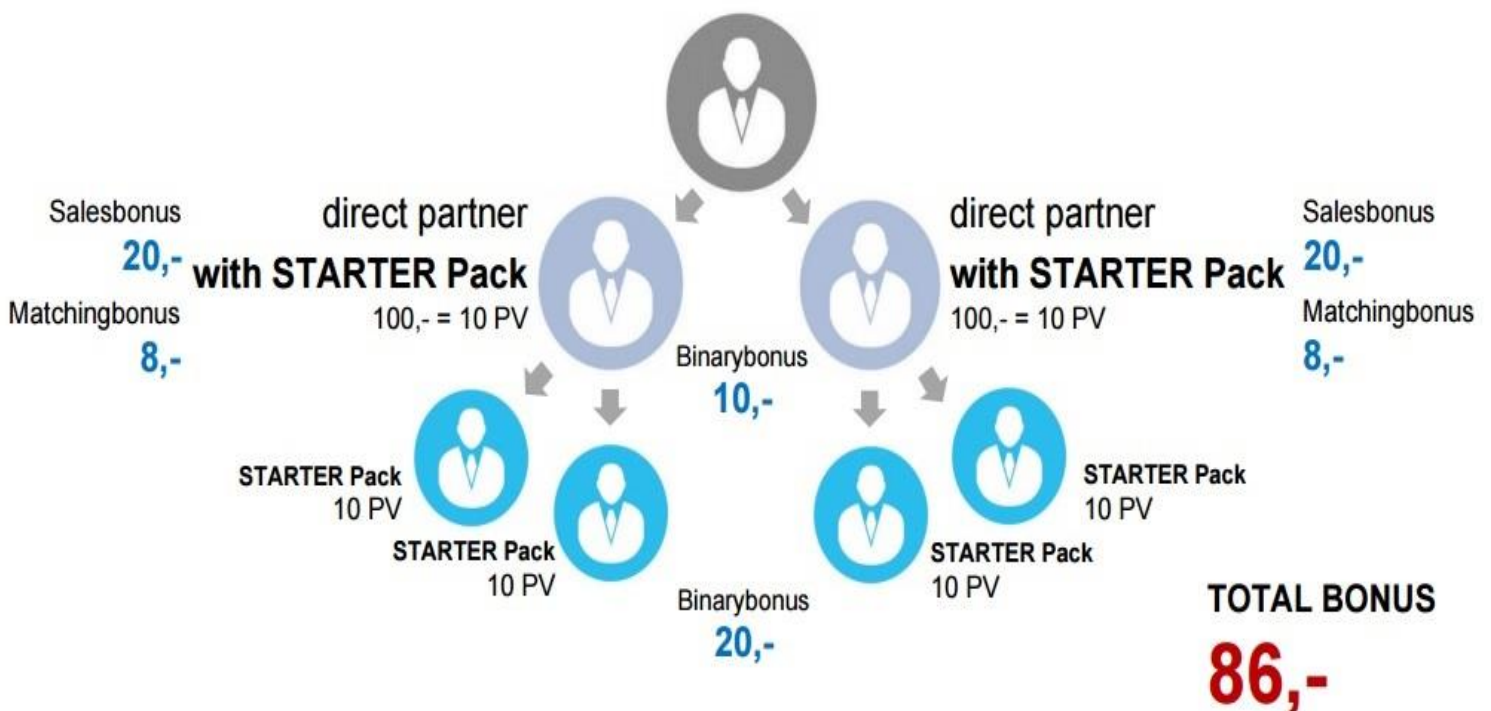 Salesbonus
20,-
Matchingbonus
8,-
direct partner
with STARTER Pack
100,- = 10 PV
direct partner
with STARTER Pack
100,- = 10 PV
Salesbonus
20,-
Matchingbonus
8,-
Binarybonus
10,-
STARTER Pack
10 PV
STARTER Pack
10 PV
STARTER Pack
10 PV
STARTER Pack
10 PV
Binarybonus
20,-
TOTAL BONUS
86,-